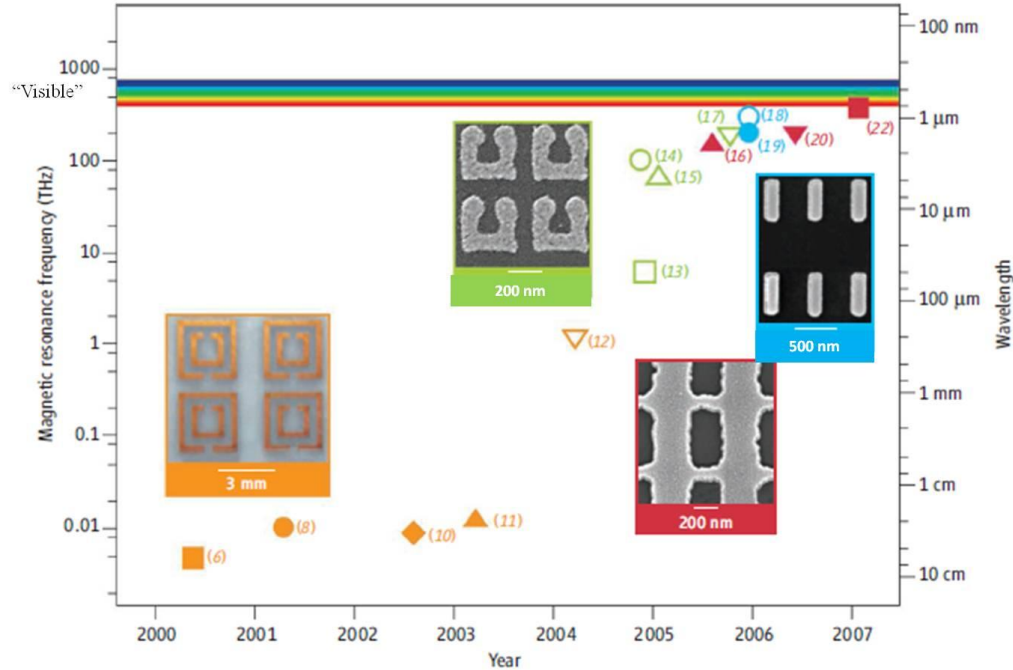 100 nm
1000
“Visible”
1 μm
(17)
(18)
(22)
(19)
(20)
(16)
(14)
100
(15)
10 μm
10
(13)
200 nm
100 μm
1
(12)
500 nm
1 mm
0.1
3 mm
1 cm
200 nm
0.01
(8)
(10)
(11)
(6)
10 cm
Magnetic resonance frequency (THz)
Wavelength
2000 2001 2002 2003 2004 2005 2006 2007
Year